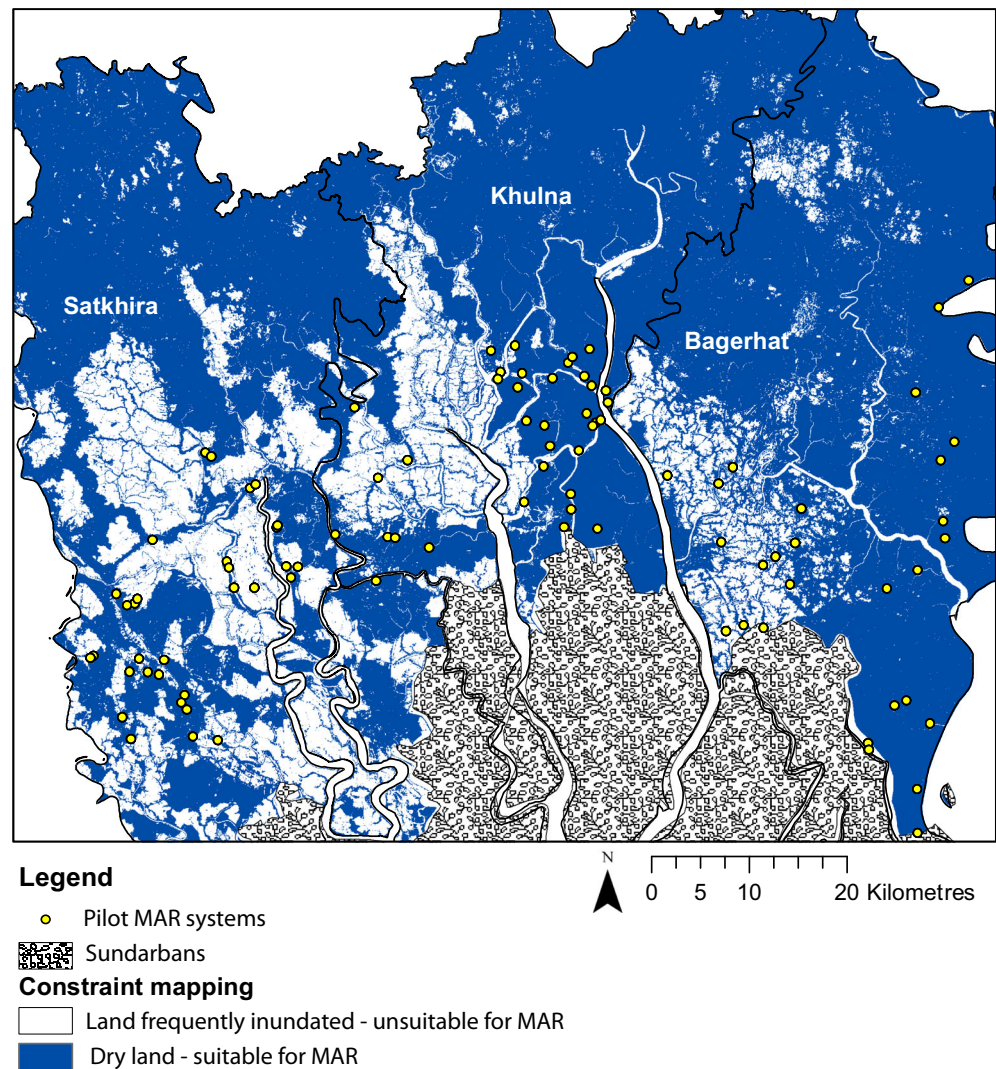 Khulna
Satkhira
Bagerhat
N
0 5 10 20 Kilometres
Legend
Pilot MAR systems
Sundarbans
Constraint mapping
Land frequently inundated - unsuitable for MAR
Dry land - suitable for MAR